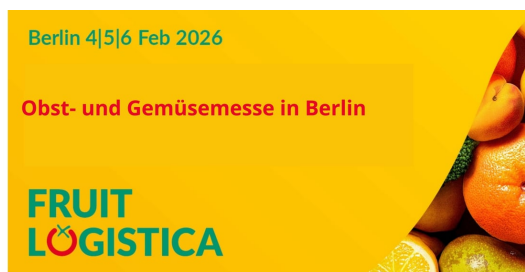 Berlin 4|5|6 Feb 2026
Obst- und Gemüsemesse in Berlin
FRUIT
LOGISTICA